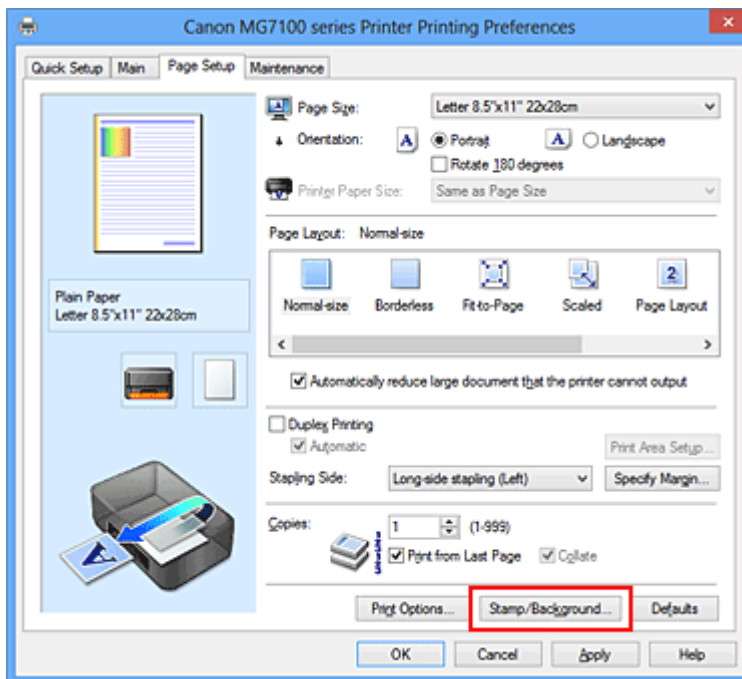 Canon MG7100 series Printer Printing Preferences
Quick Setup Main Page Setup Maintenance
Page Size: Letter 8.5"x11" 22x28cm
Orientation: A Portrait A Landscape
Rotate 180 degrees
Printer Paper Size: Same as Page Size
Page Layout: Normal-size
Plain Paper
Letter 8.5"x11" 22x28cm
2
Normal-size Borderless Fit-to-Page Scaled Page Layout
Automatically reduce large document that the printer cannot output
Duplex Printing
Automatic Print Area Setup...
Stapling Side: Long-side stapling (Left) Specify Margin...
Copies: 1 (1-999)
Print from Last Page Collate
A
Print Options... Stamp/Background... Defaults
OK Cancel Apply Help